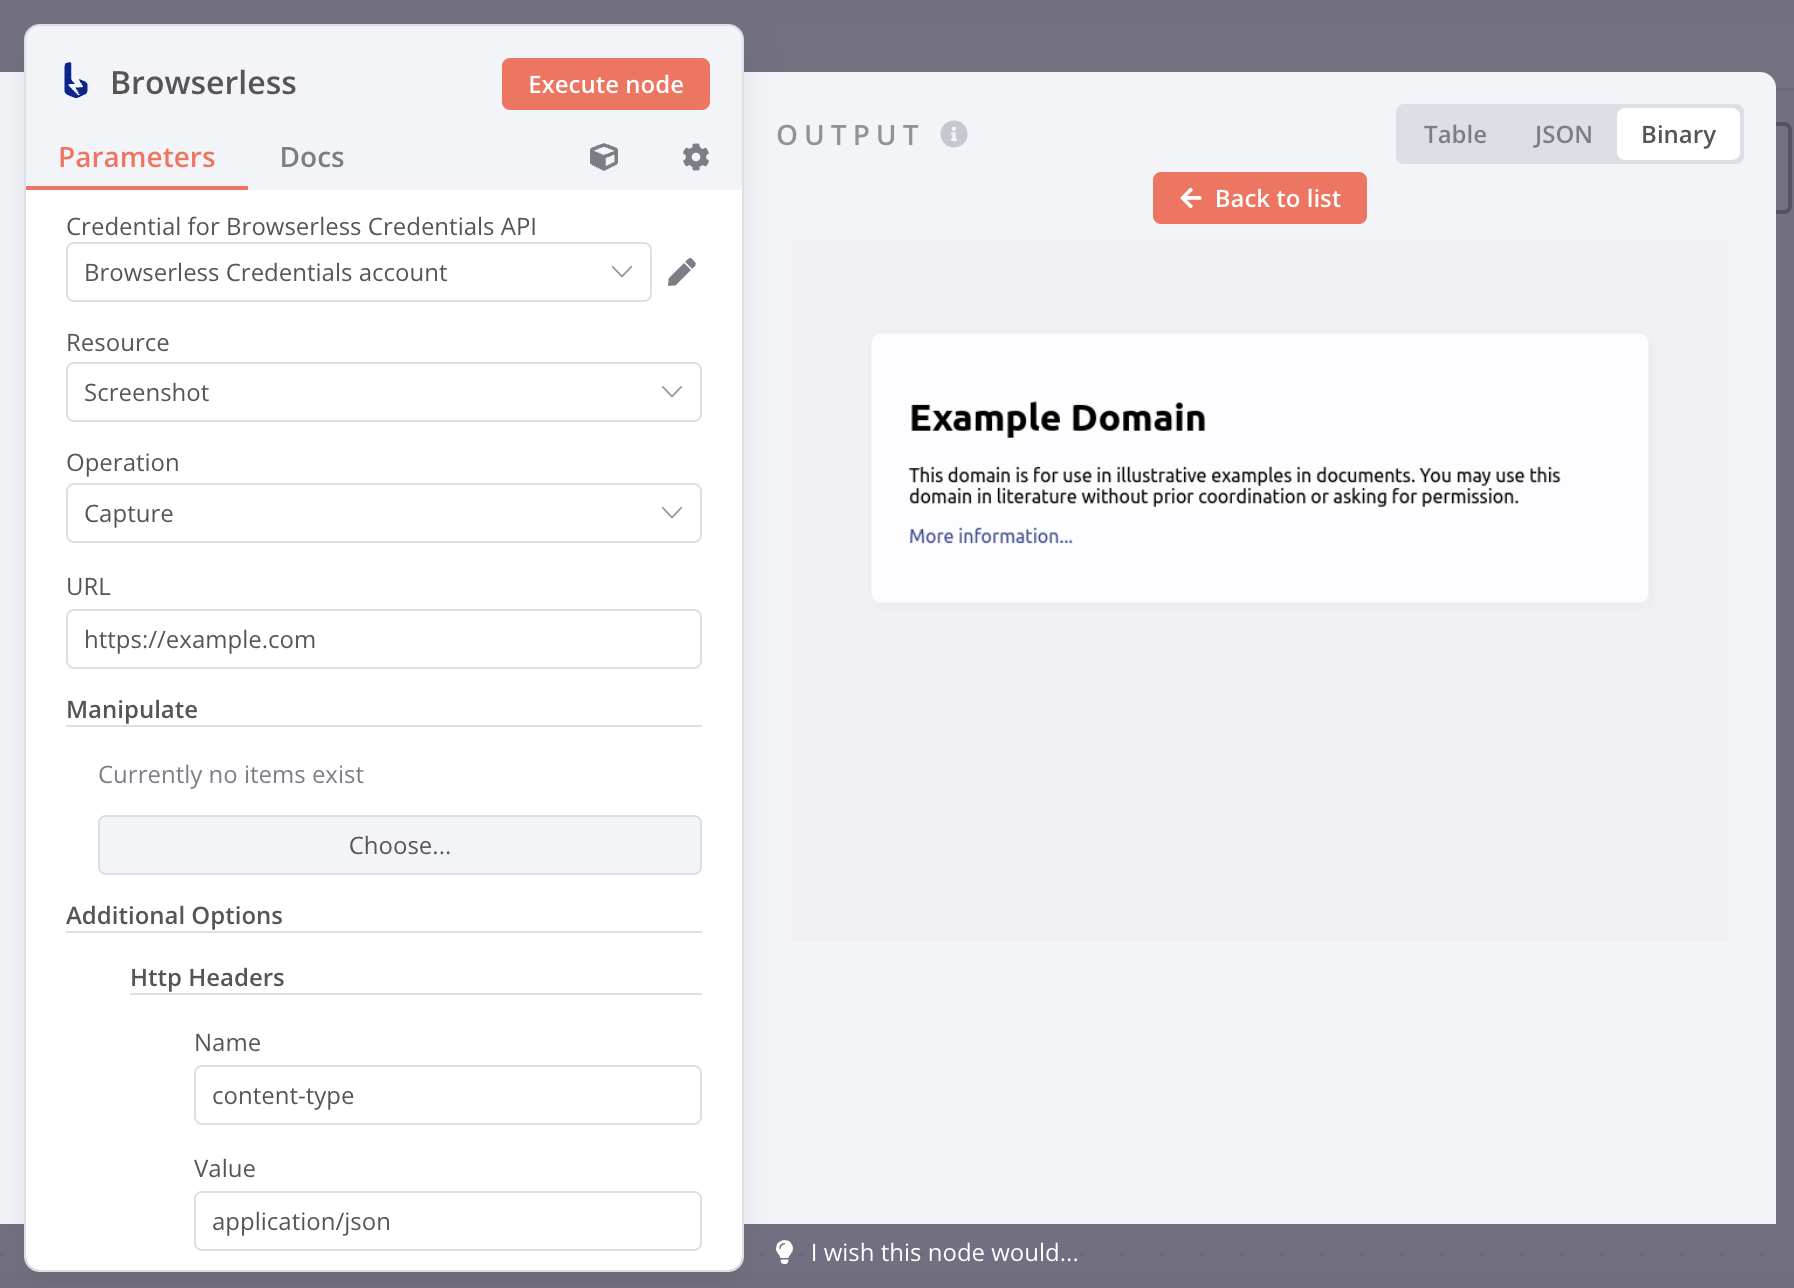 Browserless
Execute node
Parameters
Docs
Credential for Browserless Credentials API
Browserless Credentials account
Resource
Screenshot
Operation
Capture
URL
https://example.com
Manipulate
Currently no items exist
Choose...
Additional Options
Http Headers
Name
content-type
Value
application/json
OUTPUT
Table
JSON
Binary
Back to list
Example Domain
This domain is for use in illustrative examples in documents. You may use this
domain in literature without prior coordination or asking for permission.
More information...
I wish this node would...